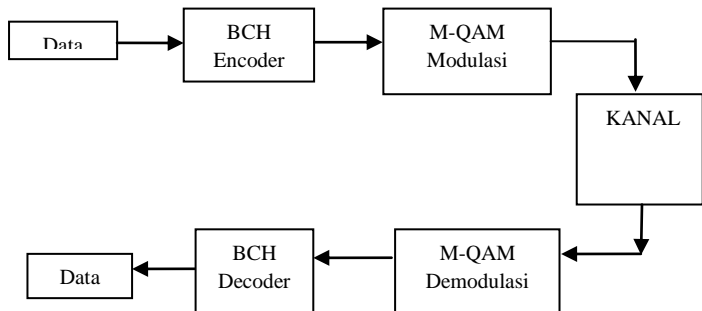 Data
BCH
Encoder
M-QAM
Modulasi
KANAL
Data
BCH
Decoder
M-QAM
Demodulasi